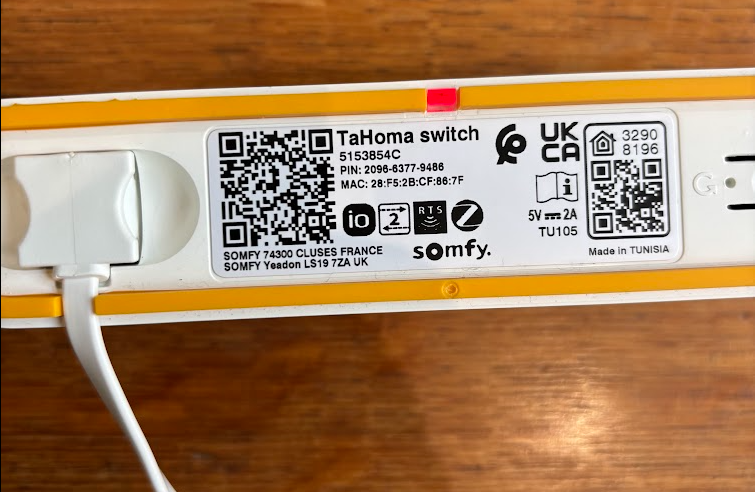 TaHoma switch
5153854C
PIN: 2096-6377-9486
MAC: 28:F5:2B:CF:86:7F
io
2
RTS
Z
somfy.
SOMFY 74300 CLUSES FRANCE
SOMFY Yeadon LS19 7ZA UK
UK
CA
i
5V ⎓ 2A
TU105
3290
8196
Made in TUNISIA
G